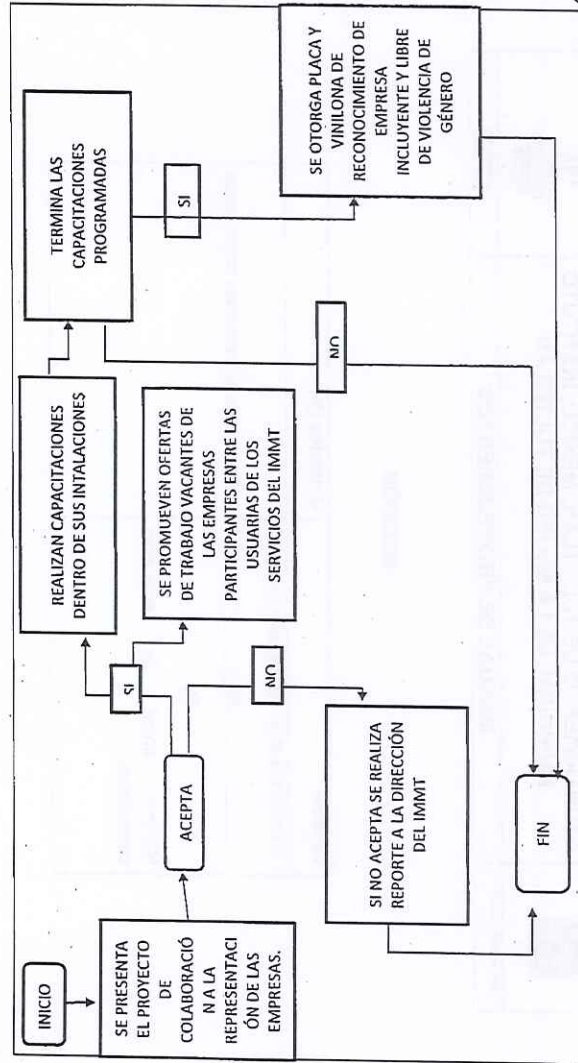 INICIO
SE PRESENTA
EL PROYECTO
DE
COLABORACIÓ
N A LA
REPRESENTACI
ÓN DE LAS
EMPRESAS.
ACEPTA
SI
REALIZAN CAPACITACIONES
DENTRO DE SUS INTALACIONES
SE PROMUEVEN OFERTAS
DE TRABAJO VACANTES DE
LAS EMPRESAS
PARTICIPANTES ENTRE LAS
USUARIAS DE LOS
SERVICIOS DEL IMMT
NO
SI NO ACEPTA SE REALIZA
REPORTE A LA DIRECCIÓN
DEL IMMT
TERMINA LAS
CAPACITACIONES
PROGRAMADAS
SI
NO
SE OTORGA PLACA Y
VINILONA DE
RECONOCIMIENTO DE
EMPRESA
INCLUYENTE Y LIBRE
DE VIOLENCIA DE
GÉNERO
FIN